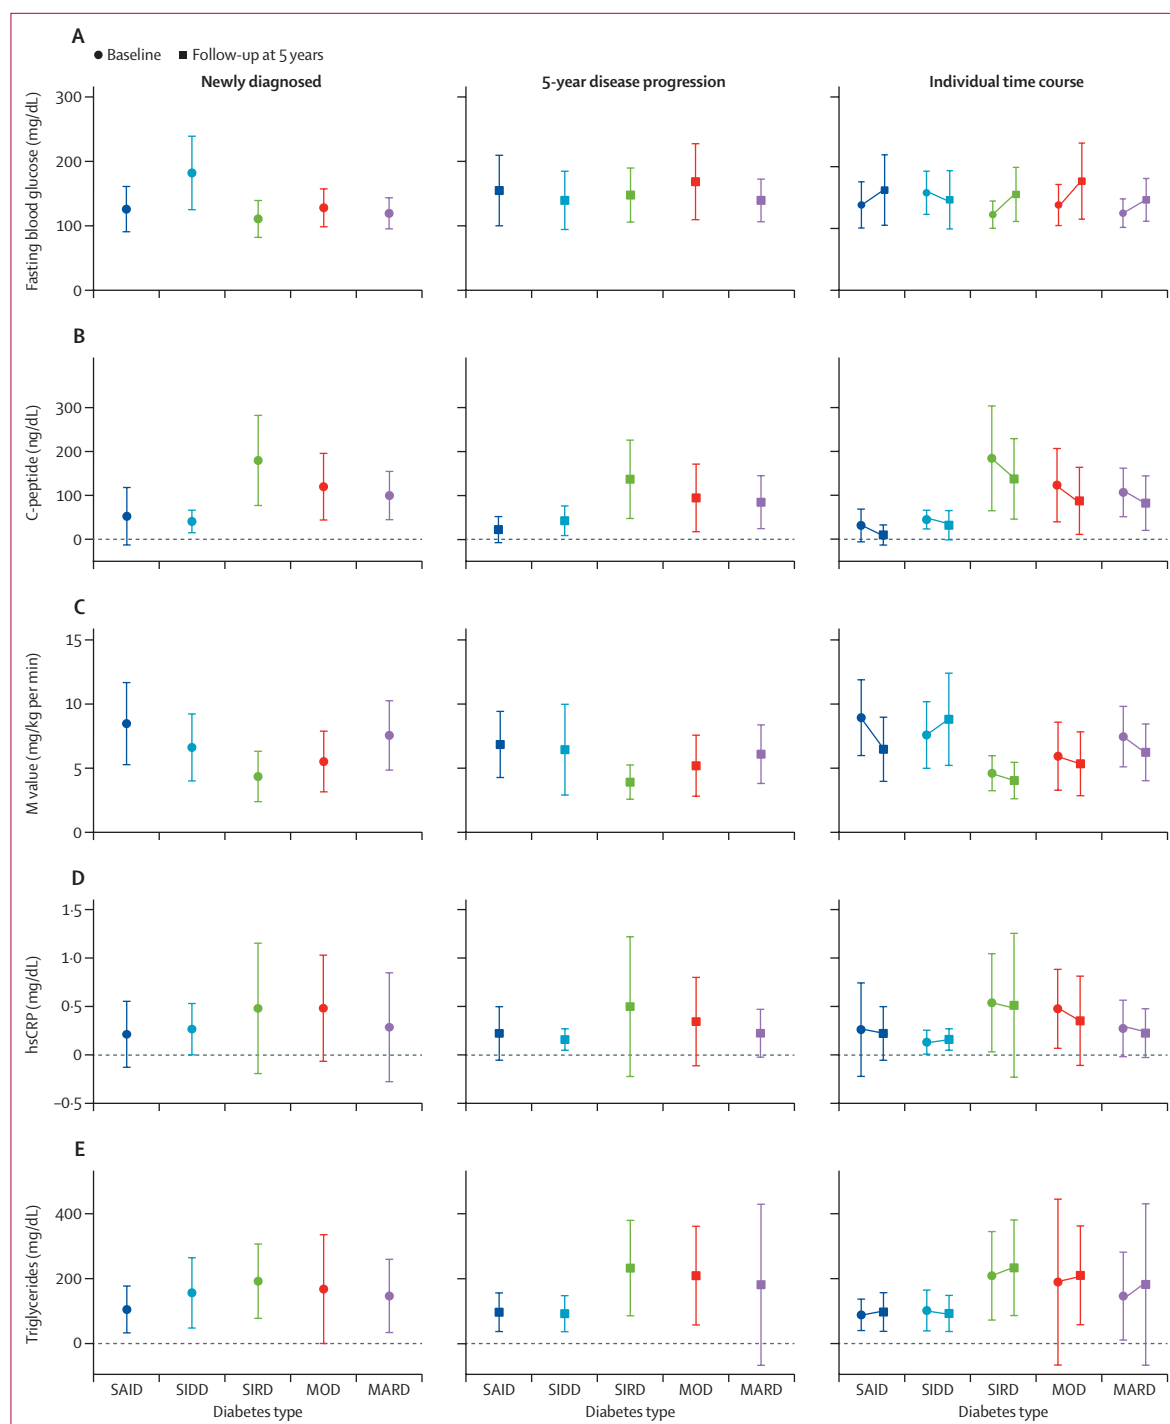 A
Baseline Follow-up at 5 years
Newly diagnosed 5-year disease progression Individual time course
Fasting blood glucose (mg/dL)
300
200
100
0
B
C-peptide (ng/dL)
300
200
100
0
C
M value (mg/kg per min)
15
10
5
0
D
hsCRP (mg/dL)
1·5
1·0
0·5
0
–0·5
E
Triglycerides (mg/dL)
400
200
0
SAID SIDD SIRD MOD MARD SAID SIDD SIRD MOD MARD SAID SIDD SIRD MOD MARD
Diabetes type Diabetes type Diabetes type